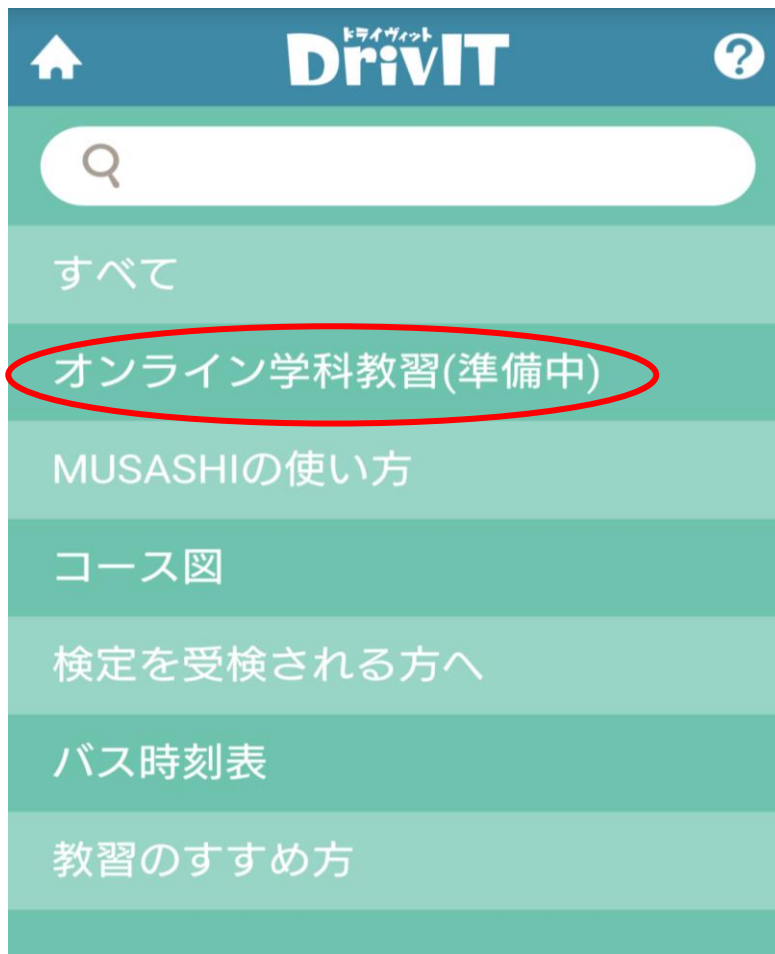 ドライヴィット
DrivIT
?
すべて
オンライン学科教習(準備中)
MUSASHIの使い方
コース図
検定を受検される方へ
バス時刻表
教習のすすめ方